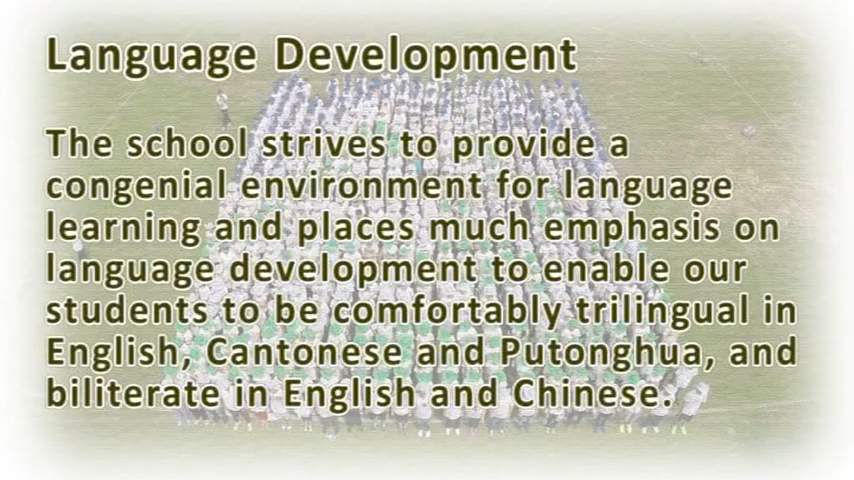 Language Development
The school strives to provide a
congenial environment for language
learning and places much emphasis on
language development to enable our
students to be comfortably trilingual in
English, Cantonese and Putonghua, and
biliterate in English and Chinese.